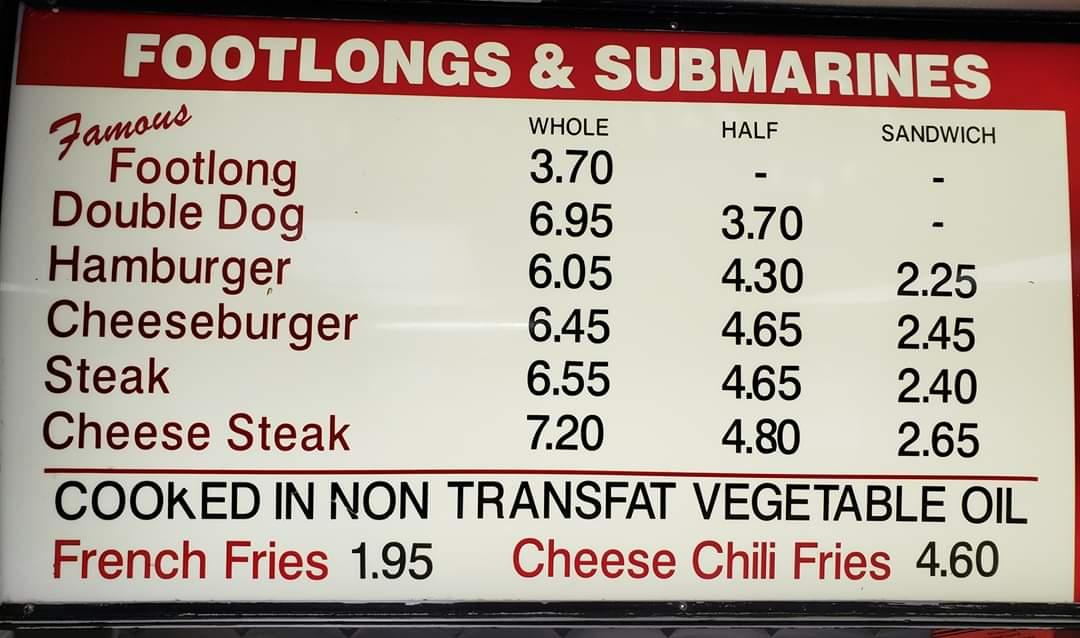 FOOTLONGS & SUBMARINES
WHOLE HALF SANDWICH
Famous
Footlong 3.70 - -
Double Dog 6.95 3.70 -
Hamburger 6.05 4.30 2.25
Cheeseburger 6.45 4.65 2.45
Steak 6.55 4.65 2.40
Cheese Steak 7.20 4.80 2.65
COOKED IN NON TRANSFAT VEGETABLE OIL
French Fries 1.95 Cheese Chili Fries 4.60